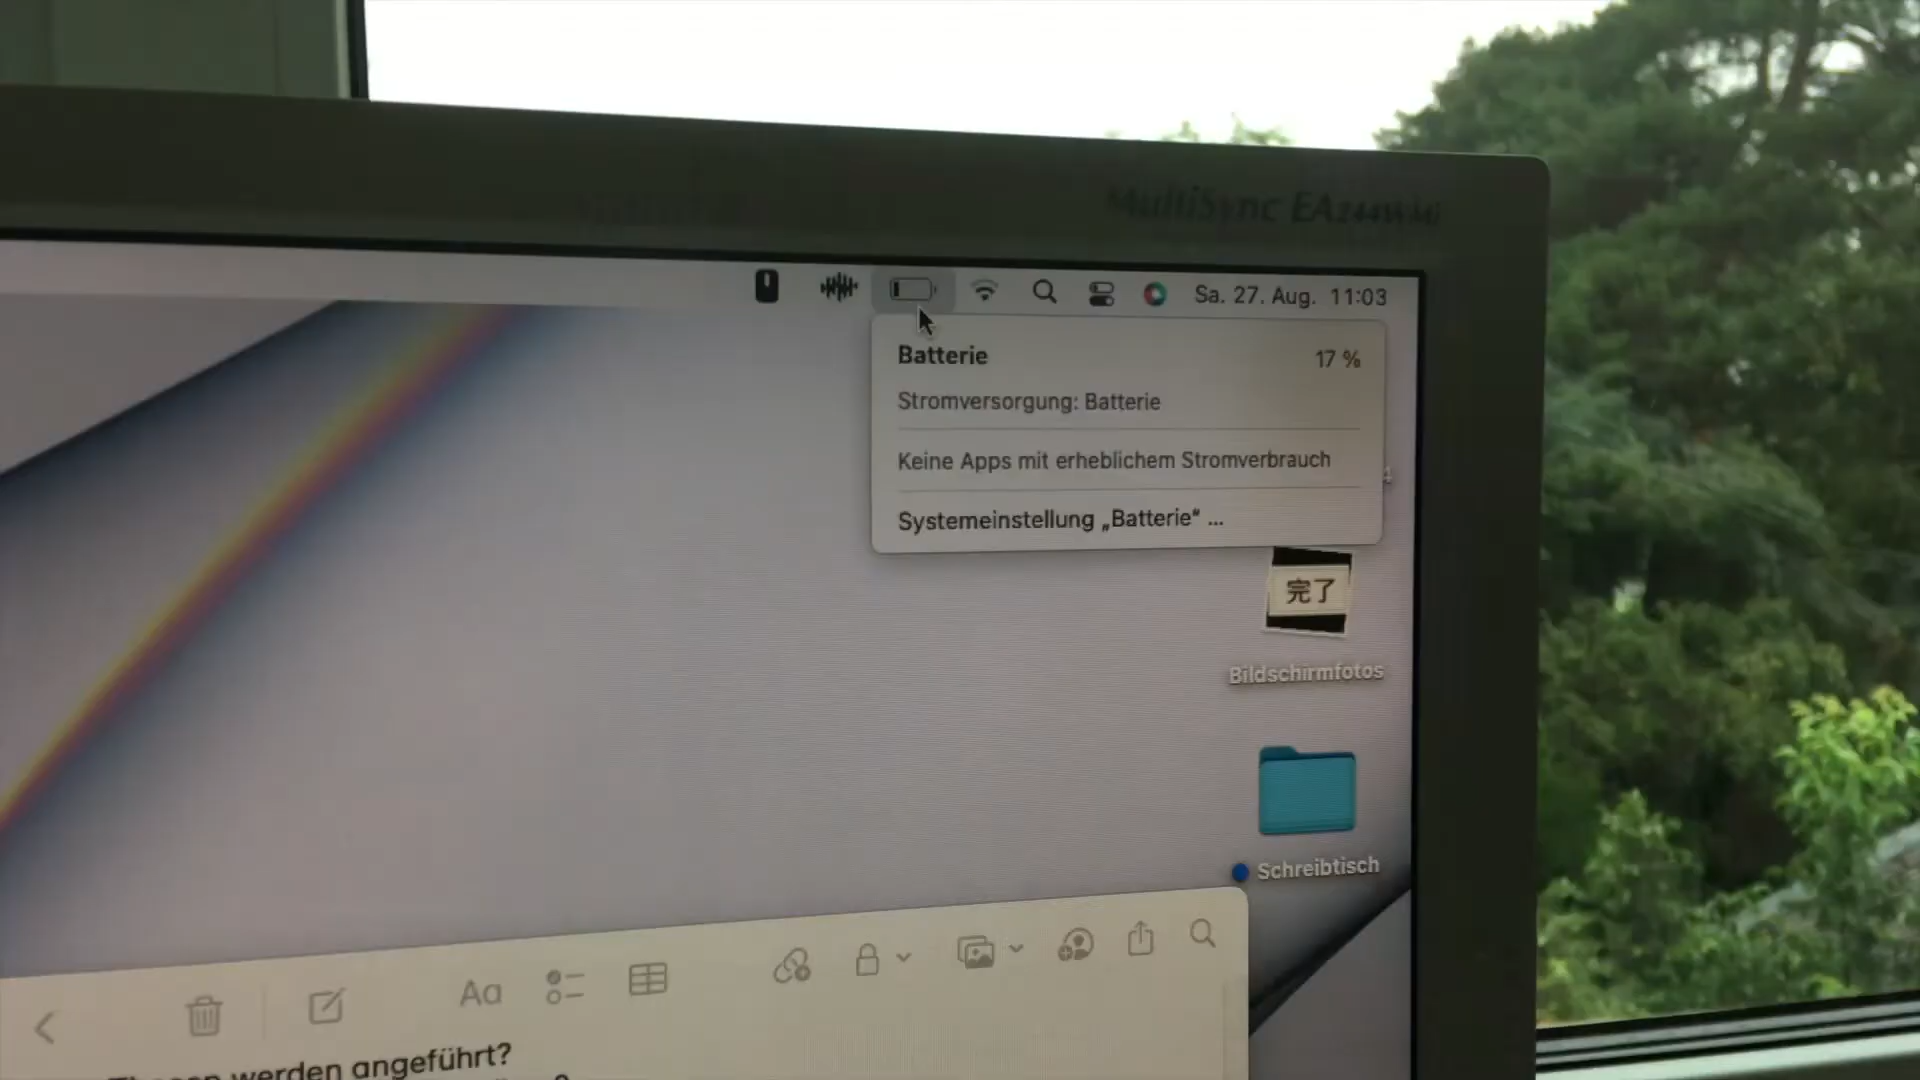 MultiSync EA244WMi
Sa. 27. Aug. 11:03
Batterie 17 %
Stromversorgung: Batterie
Keine Apps mit erheblichem Stromverbrauch
4
Systemeinstellung „Batterie“ ...
完了
Bildschirmfotos
Schreibtisch
Aa
werden angeführt?